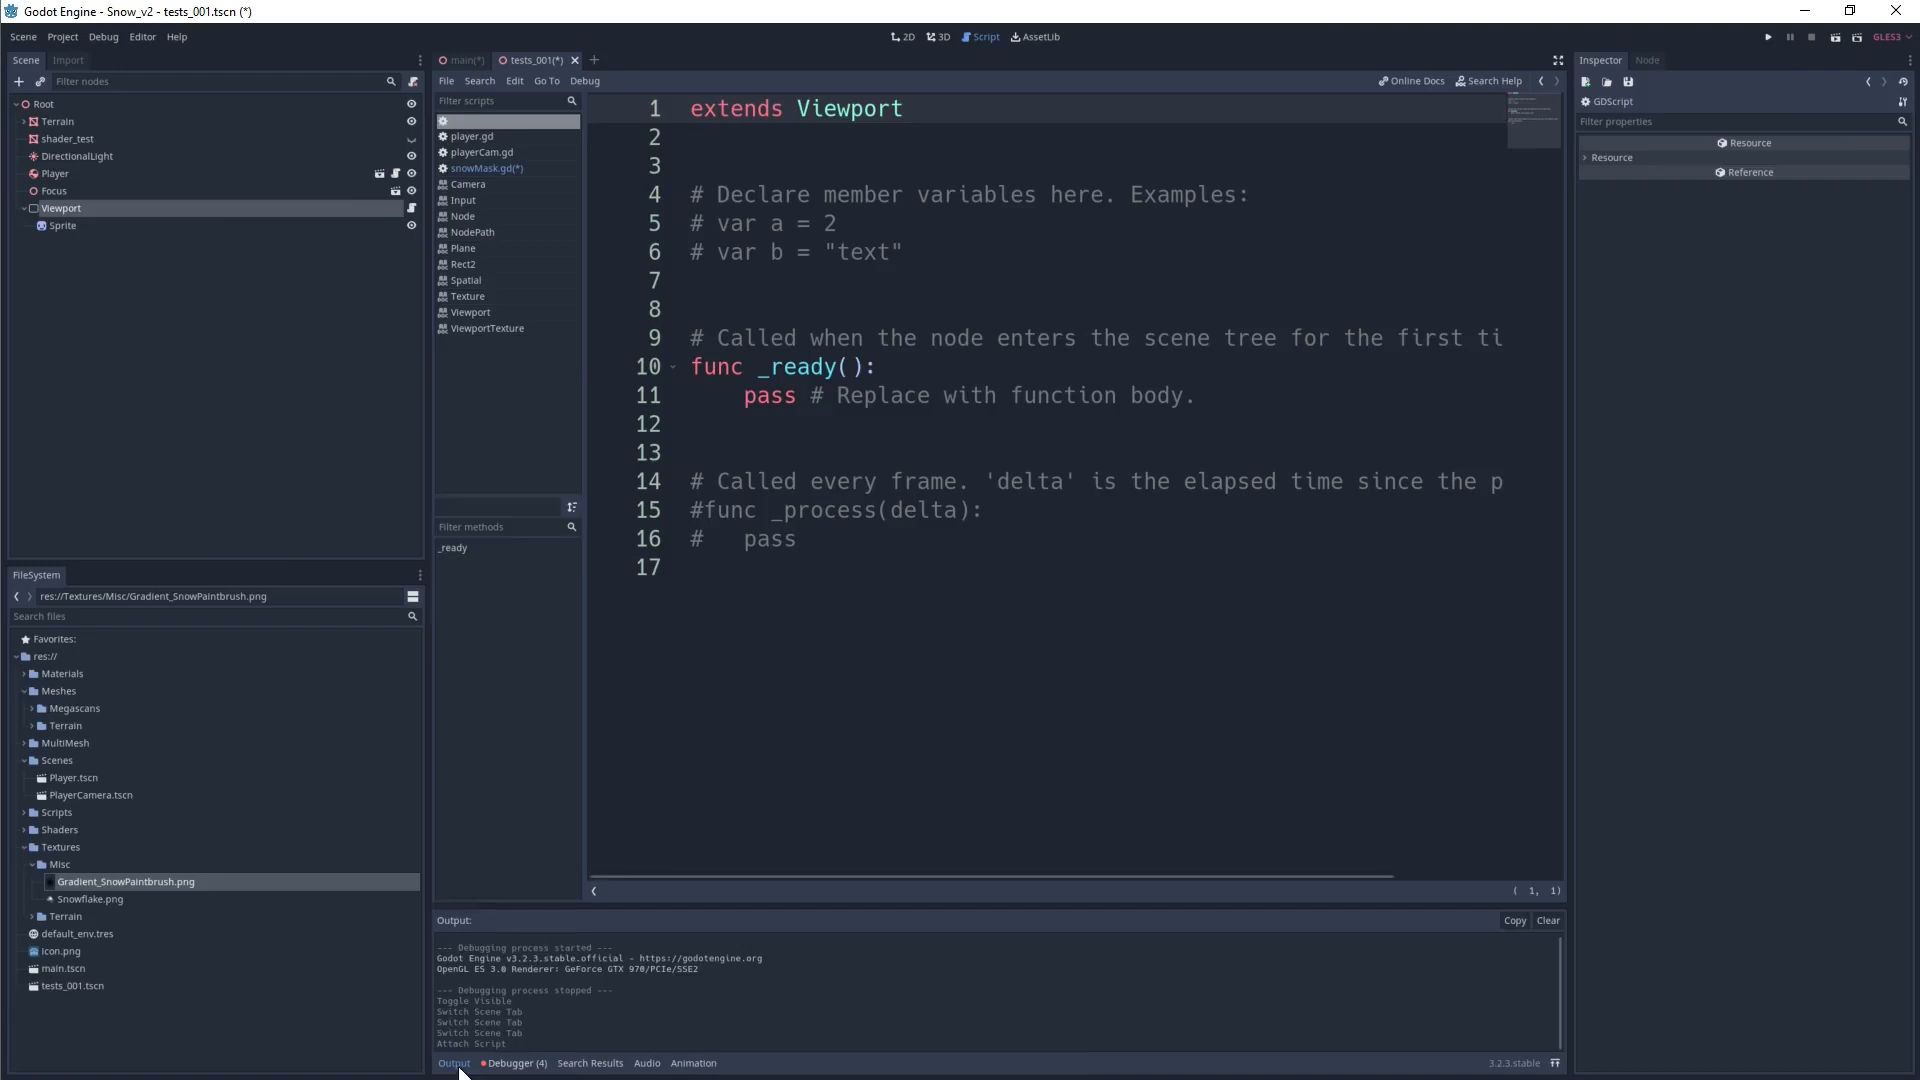 Godot Engine - Snow_v2 - tests_001.tscn (*)
Scene Project Debug Editor Help
2D 3D Script AssetLib
GLES3
Scene Import
Filter nodes
Root
Terrain
shader_test
DirectionalLight
Player
Focus
Viewport
Sprite
FileSystem
res://Textures/Misc/Gradient_SnowPaintbrush.png
Search files
Favorites:
res://
Materials
Meshes
Megascans
Terrain
MultiMesh
Scenes
Player.tscn
PlayerCamera.tscn
Scripts
Shaders
Textures
Misc
Gradient_SnowPaintbrush.png
Snowflake.png
Terrain
default_env.tres
icon.png
main.tscn
tests_001.tscn
main(*) tests_001(*)
File Search Edit Go To Debug
Online Docs Search Help
Filter scripts
player.gd
playerCam.gd
snowMask.gd(*)
Camera
Input
Node
NodePath
Plane
Rect2
Spatial
Texture
Viewport
ViewportTexture
Filter methods
_ready
1 extends Viewport
2
3
4 # Declare member variables here. Examples:
5 # var a = 2
6 # var b = "text"
7
8
9 # Called when the node enters the scene tree for the first ti
10 func _ready():
11 pass # Replace with function body.
12
13
14 # Called every frame. 'delta' is the elapsed time since the p
15 #func _process(delta):
16 # pass
17
( 1, 1)
Output:
Copy Clear
--- Debugging process started ---
Godot Engine v3.2.3.stable.official - https://godotengine.org
OpenGL ES 3.0 Renderer: GeForce GTX 970/PCIe/SSE2
--- Debugging process stopped ---
Toggle Visible
Switch Scene Tab
Switch Scene Tab
Switch Scene Tab
Attach Script
Output Debugger (4) Search Results Audio Animation
3.2.3.stable
Inspector Node
GDScript
Filter properties
Resource
Resource
Reference